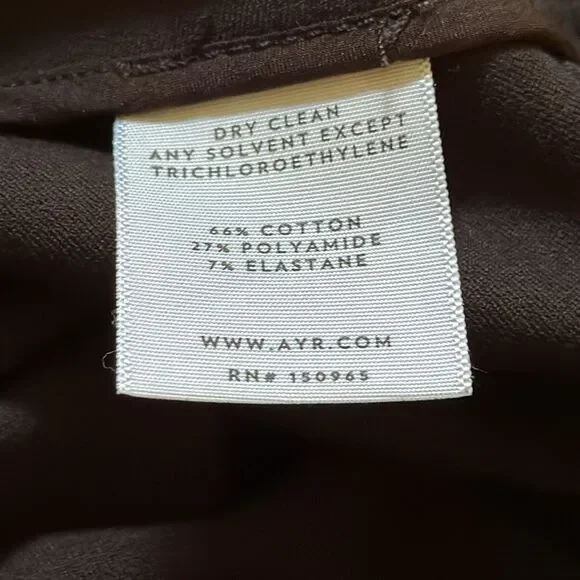 DRY CLEAN
ANY SOLVENT EXCEPT
TRICHLOROETHYLENE
66% COTTON
27% POLYAMIDE
7% ELASTANE
WWW.AYR.COM
RN# 150965